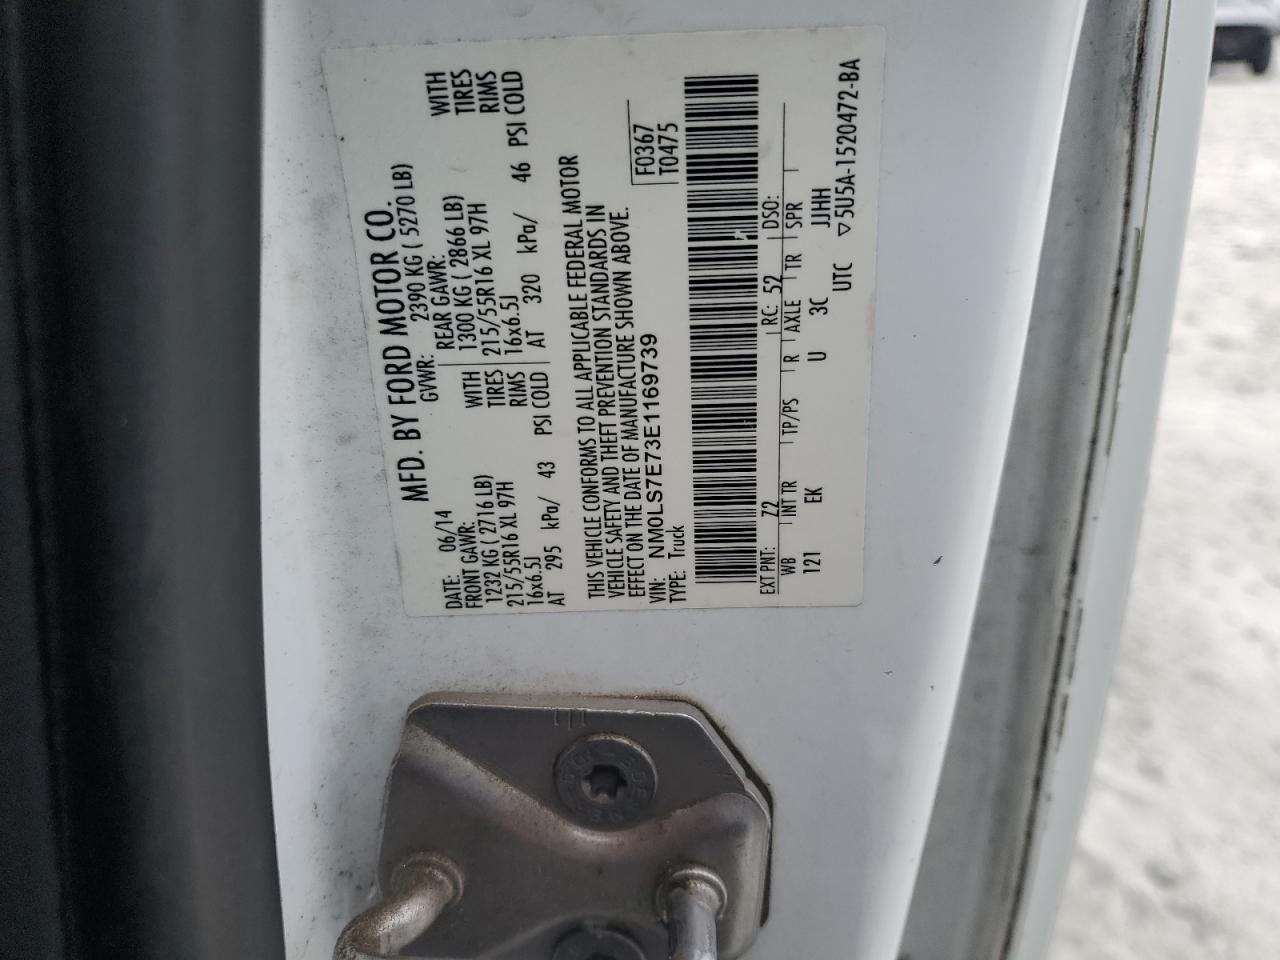 MFD. BY FORD MOTOR CO.
DATE: 06/14 GVWR: 2390 KG ( 5270 LB)
FRONT GAWR: REAR GAWR:
1232 KG ( 2716 LB) WITH 1300 KG ( 2866 LB) WITH
215/55R16 XL 97H TIRES 215/55R16 XL 97H TIRES
16x6.5J RIMS 16x6.5J RIMS
AT 295 kPa/ 43 PSI COLD AT 320 kPa/ 46 PSI COLD
THIS VEHICLE CONFORMS TO ALL APPLICABLE FEDERAL MOTOR
VEHICLE SAFETY AND THEFT PREVENTION STANDARDS IN
EFFECT ON THE DATE OF MANUFACTURE SHOWN ABOVE.
VIN: NM0LS7E73E1169739 F0367
TYPE: Truck T0475
EXT PNT: Z2 RC: 52 DSO:
WB INT TR TP/PS R AXLE TR SPR
121 EK U 3C JJHH
UTC ▽5U5A-1520472-BA